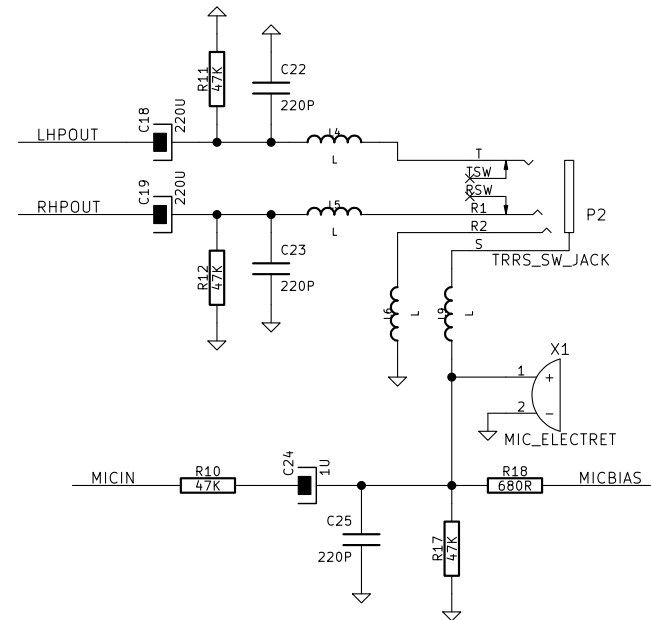 R11
47K
C22
220P
C18
220U
LHPOUT
L4
L
T
TSW
RSW
C19
220U
RHPOUT
L5
L
R1
R2
S
P2
TRRS_SW_JACK
R12
47K
C23
220P
L6
L
L9
L
X1
1
+
2
-
MIC_ELECTRET
MICIN
R10
47K
C24
1U
R18
680R
MICBIAS
C25
220P
R17
47K